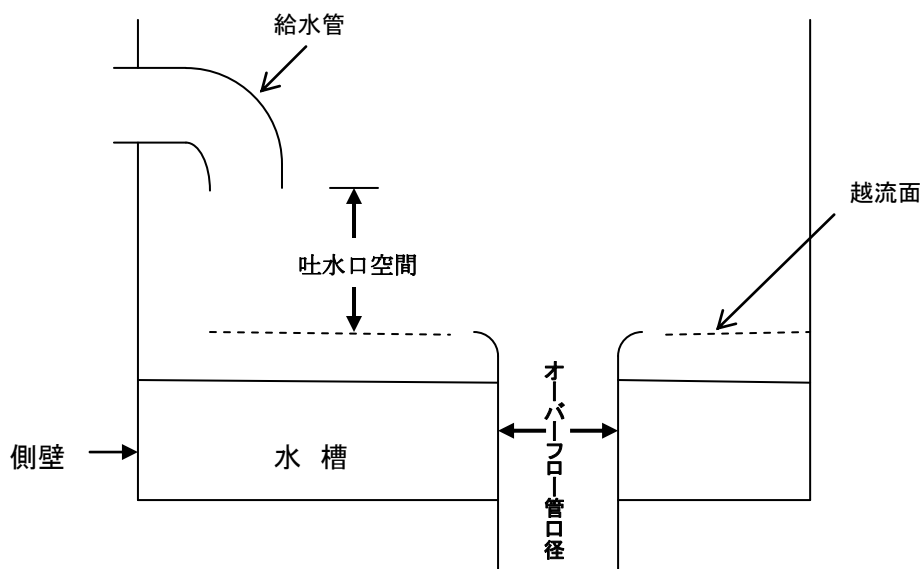 給水管
越流面
吐水口空間
オーバーフロー管口径
側壁
水 槽